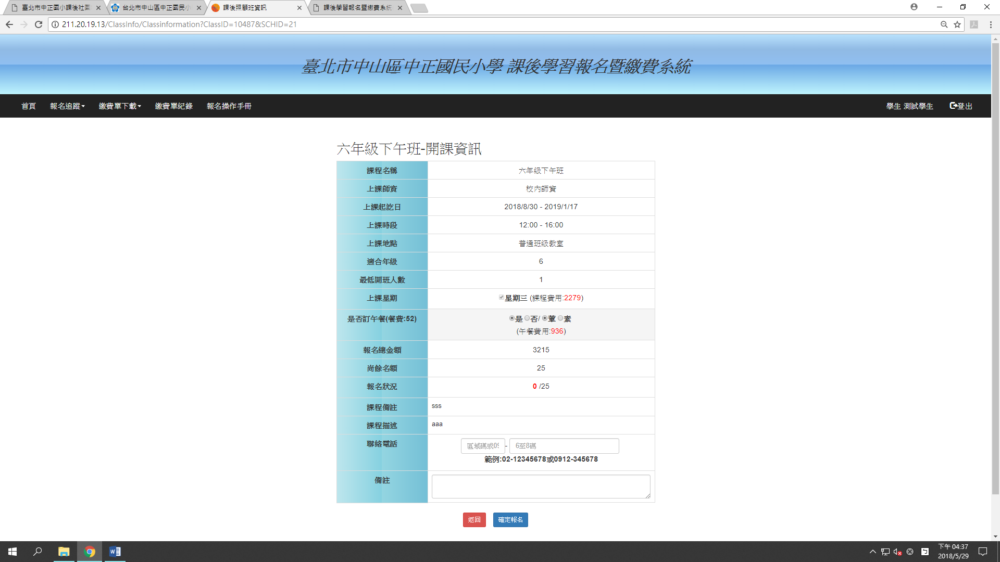 臺北市中正國小課後社團
台北市中山區中正國民小
課後照顧班資訊
課後學習報名暨繳費系統
211.20.19.13/ClassInfo/Classinformation?ClassID=10487&SCHID=21
臺北市中山區中正國民小學 課後學習報名暨繳費系統
首頁 報名追蹤 繳費單下載 繳費單紀錄 報名操作手冊 學生 測試學生 登出
六年級下午班-開課資訊
課程名稱 六年級下午班
上課師資 校內師資
上課起訖日 2018/8/30 - 2019/1/17
上課時段 12:00 - 16:00
上課地點 普通班級教室
適合年級 6
最低開班人數 1
上課星期 星期三 (課程費用:2279)
是否訂午餐(餐費:52) 是 否/ 葷 素
(午餐費用:936)
報名總金額 3215
尚餘名額 25
報名狀況 0 /25
課程備註 sss
課程描述 aaa
聯絡電話 區域碼或09 - 6至8碼
範例:02-12345678或0912-345678
備註
返回 確定報名
下午 04:37
2018/5/29